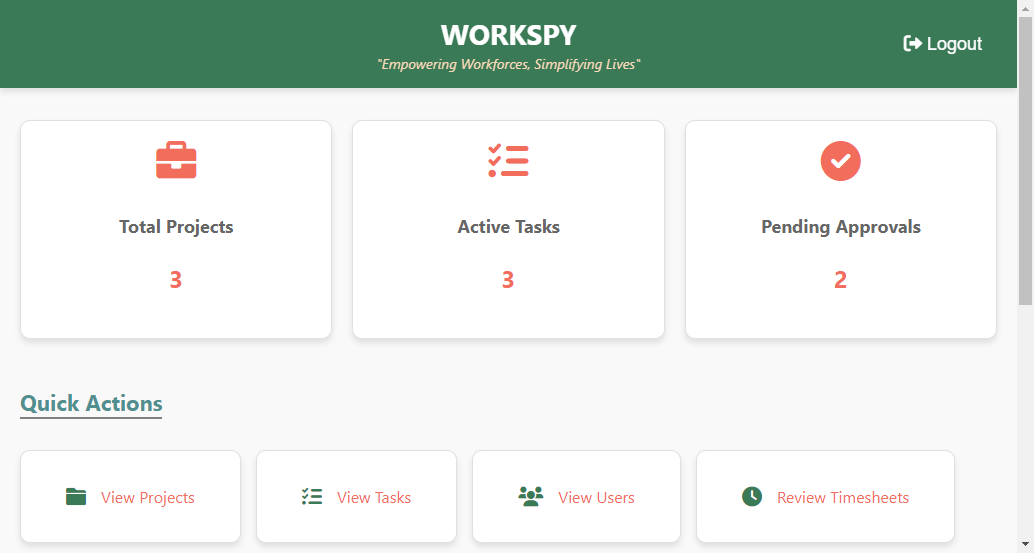 WORKSPY
"Empowering Workforces, Simplifying Lives"
Logout
Total Projects
3
Active Tasks
3
Pending Approvals
2
Quick Actions
View Projects
View Tasks
View Users
Review Timesheets